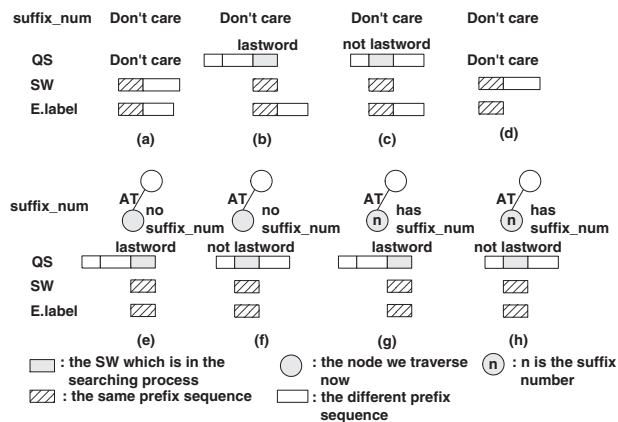 suffix_num Don't care Don't care Don't care Don't care
lastword not lastword
QS Don't care Don't care
SW
E.label
(a) (b) (c) (d)
AT AT AT AT
suffix_num no suffix_num no suffix_num n has suffix_num n has suffix_num
lastword not lastword lastword not lastword
QS
SW
E.label
(e) (f) (g) (h)
: the SW which is in the searching process
: the node we traverse now
n : n is the suffix number
: the same prefix sequence
: the different prefix sequence